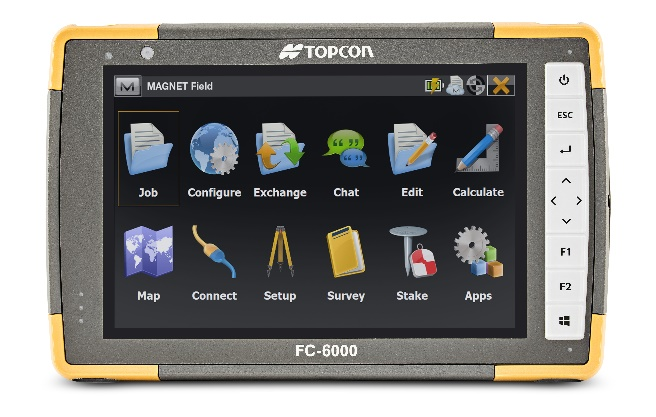 TOPCON
MAGNET Field
Job Configure Exchange Chat Edit Calculate
Map Connect Setup Survey Stake Apps
ESC
F1
F2
FC-6000